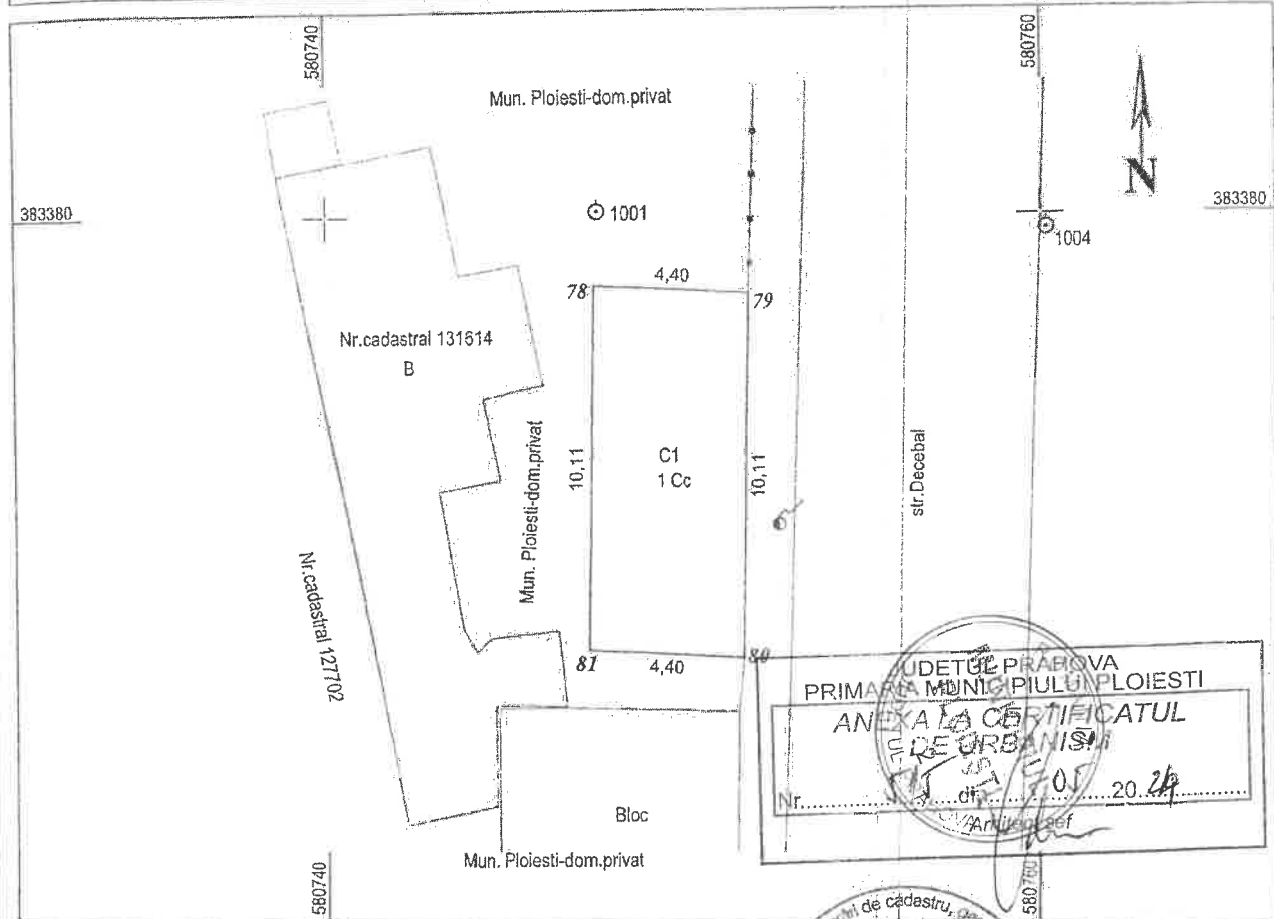 580740
580760
Mun. Ploiesti-dom.privat
N
383380
383380
1001
1004
78
4,40
79
Nr.cadastral 131614
B
10,11
C1
1 Cc
10,11
Mun. Ploiesti-dom.privat
str.Decebal
Nr.cadastral 127702
81
4,40
80
JUDETUL PRAHOVA
PRIMARIA MUNICIPIULUI PLOIESTI
ANEXA LA CERTIFICATUL
DE URBANISM
Nr. din 05 20
Arhitect sef
Bloc
Mun. Ploiesti-dom.privat
580740
580760
de cadastru,